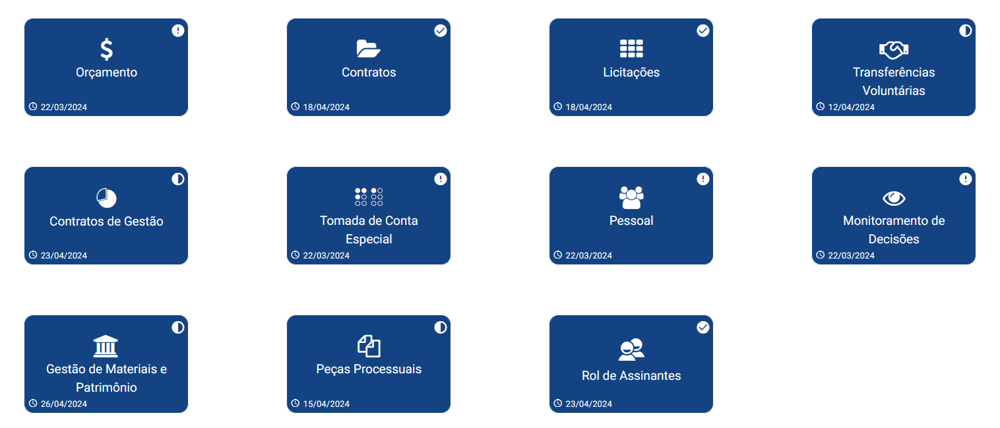 Orçamento
22/03/2024
Contratos
18/04/2024
Licitações
18/04/2024
Transferências
Voluntárias
12/04/2024
Contratos de Gestão
23/04/2024
Tomada de Conta
Especial
22/03/2024
Pessoal
22/03/2024
Monitoramento de
Decisões
22/03/2024
Gestão de Materiais e
Patrimônio
26/04/2024
Peças Processuais
15/04/2024
Rol de Assinantes
23/04/2024